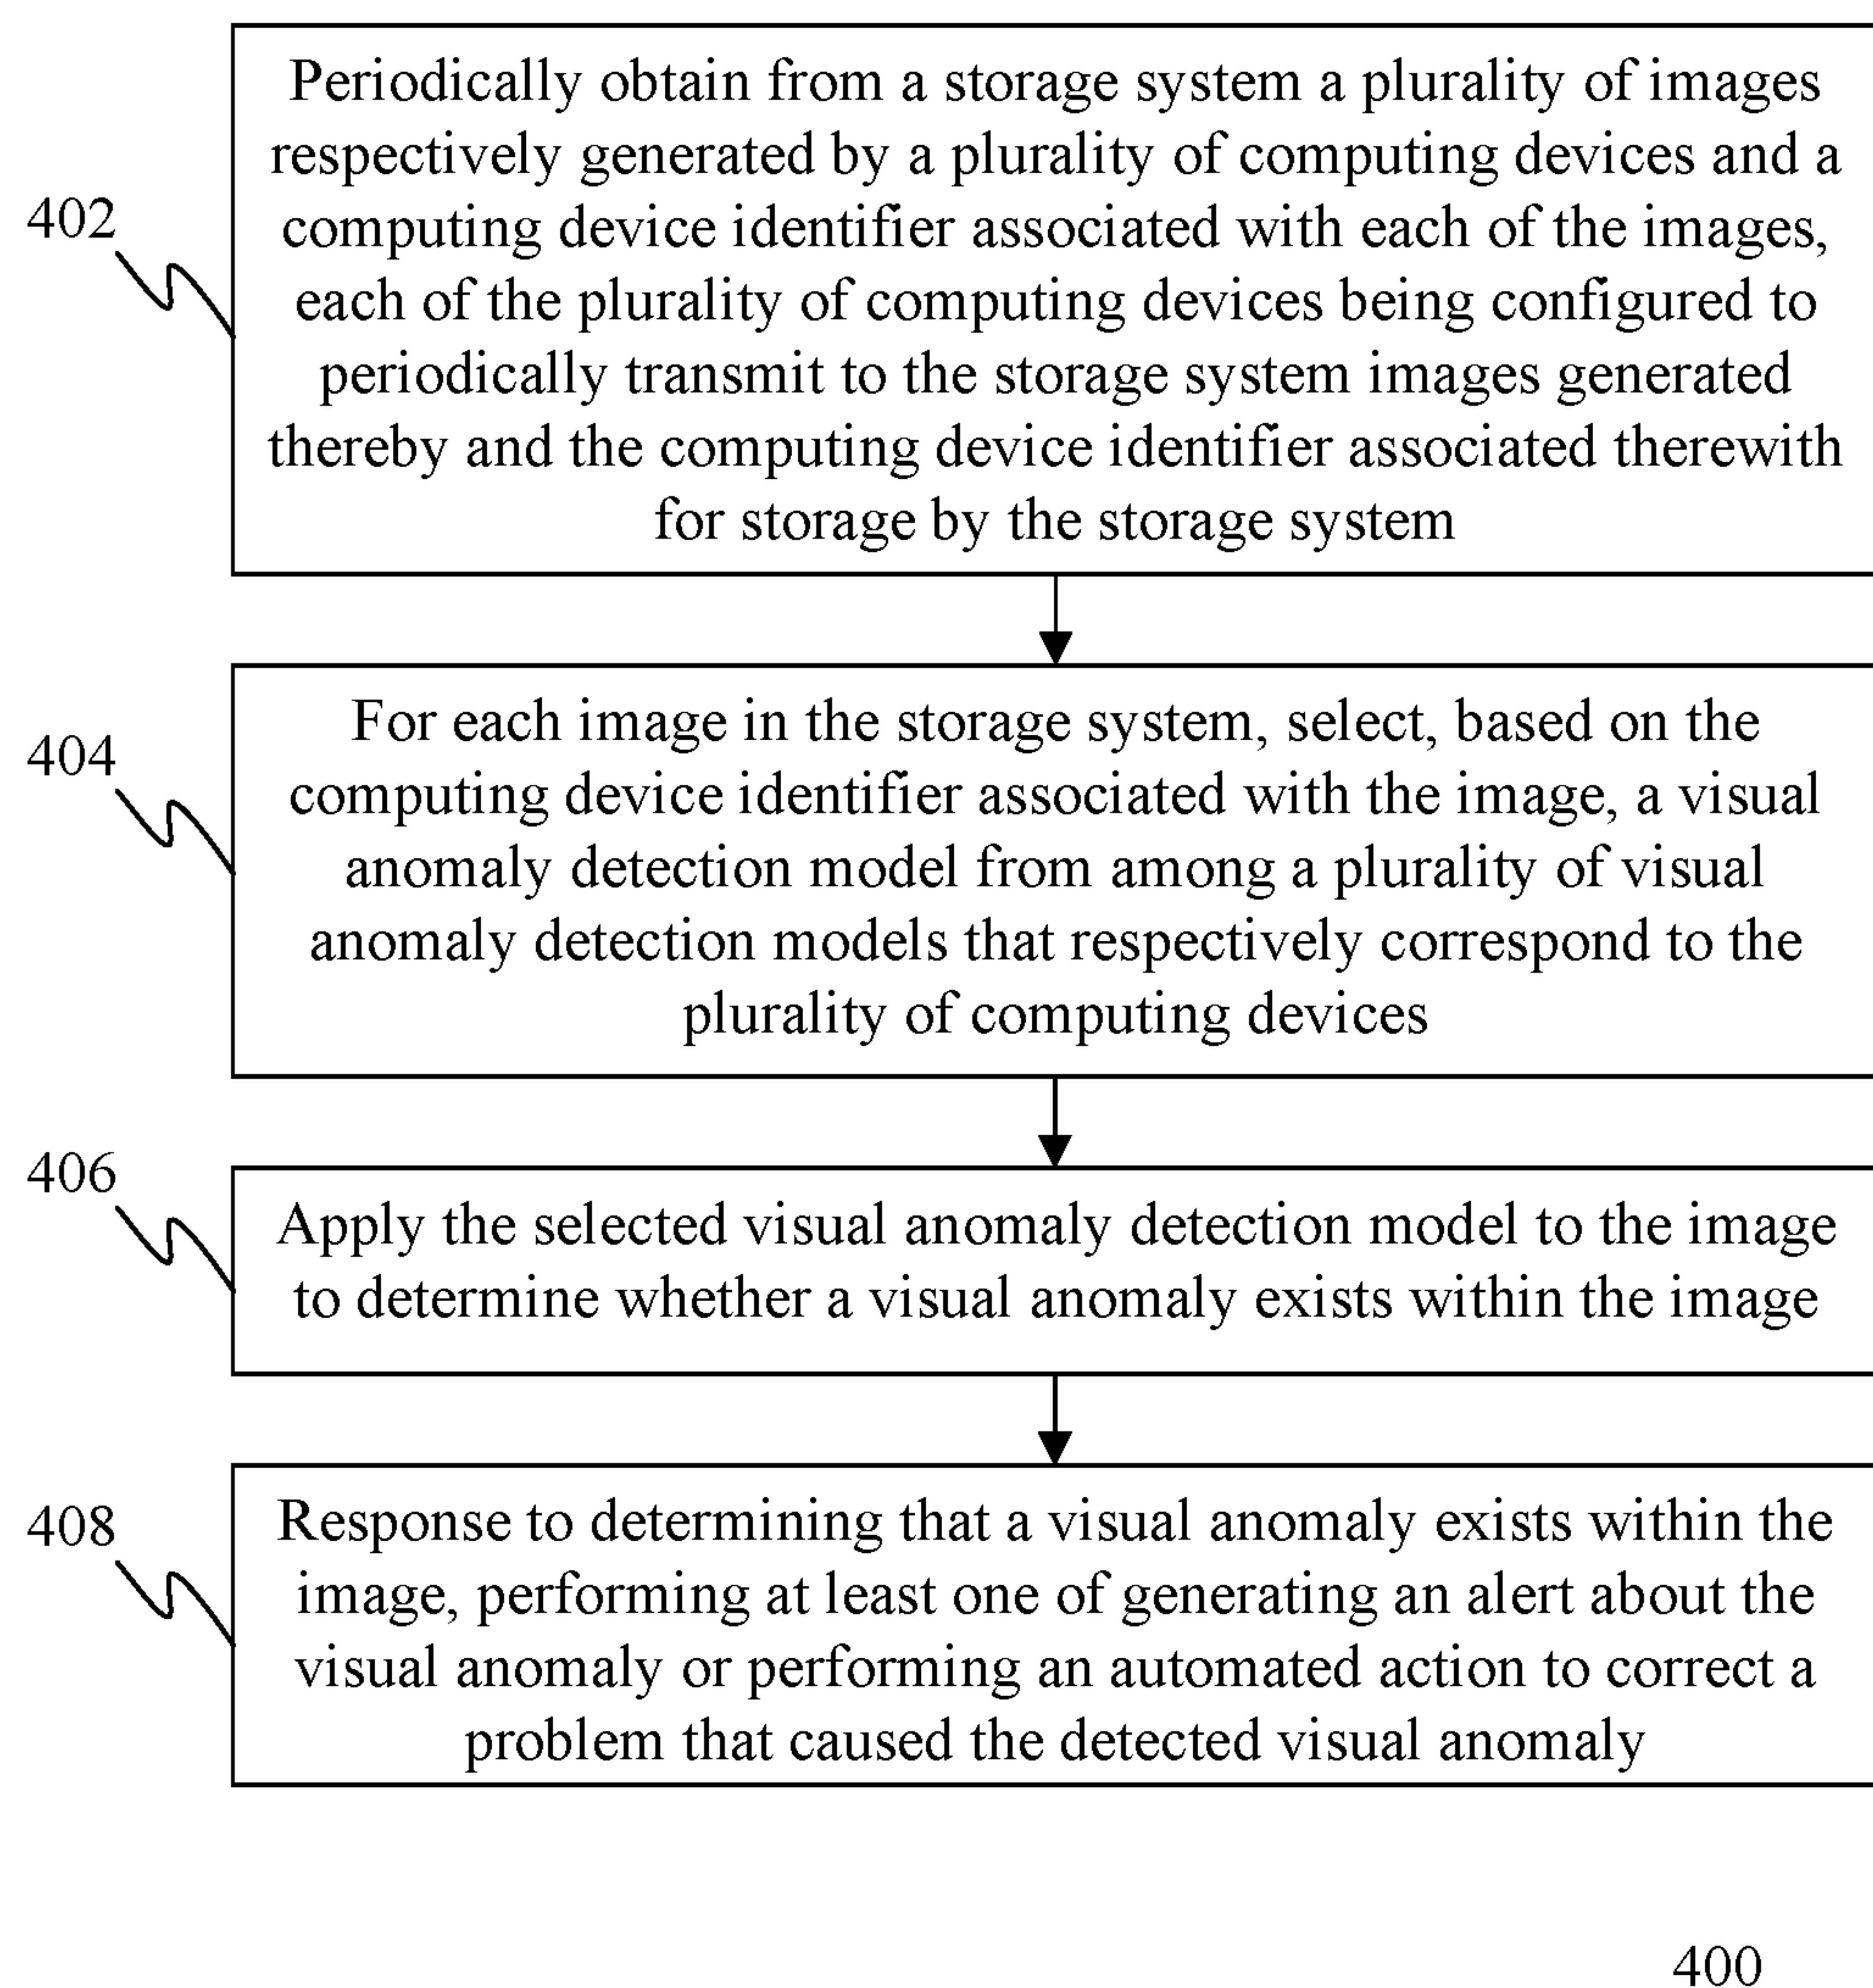 Periodically obtain from a storage system a plurality of images
respectively generated by a plurality of computing devices and a
computing device identifier associated with each of the images,
each of the plurality of computing devices being configured to
periodically transmit to the storage system images generated
thereby and the computing device identifier associated therewith
for storage by the storage system
402
For each image in the storage system, select, based on the
computing device identifier associated with the image, a visual
anomaly detection model from among a plurality of visual
anomaly detection models that respectively correspond to the
plurality of computing devices
404
Apply the selected visual anomaly detection model to the image
to determine whether a visual anomaly exists within the image
406
Response to determining that a visual anomaly exists within the
image, performing at least one of generating an alert about the
visual anomaly or performing an automated action to correct a
problem that caused the detected visual anomaly
408
400